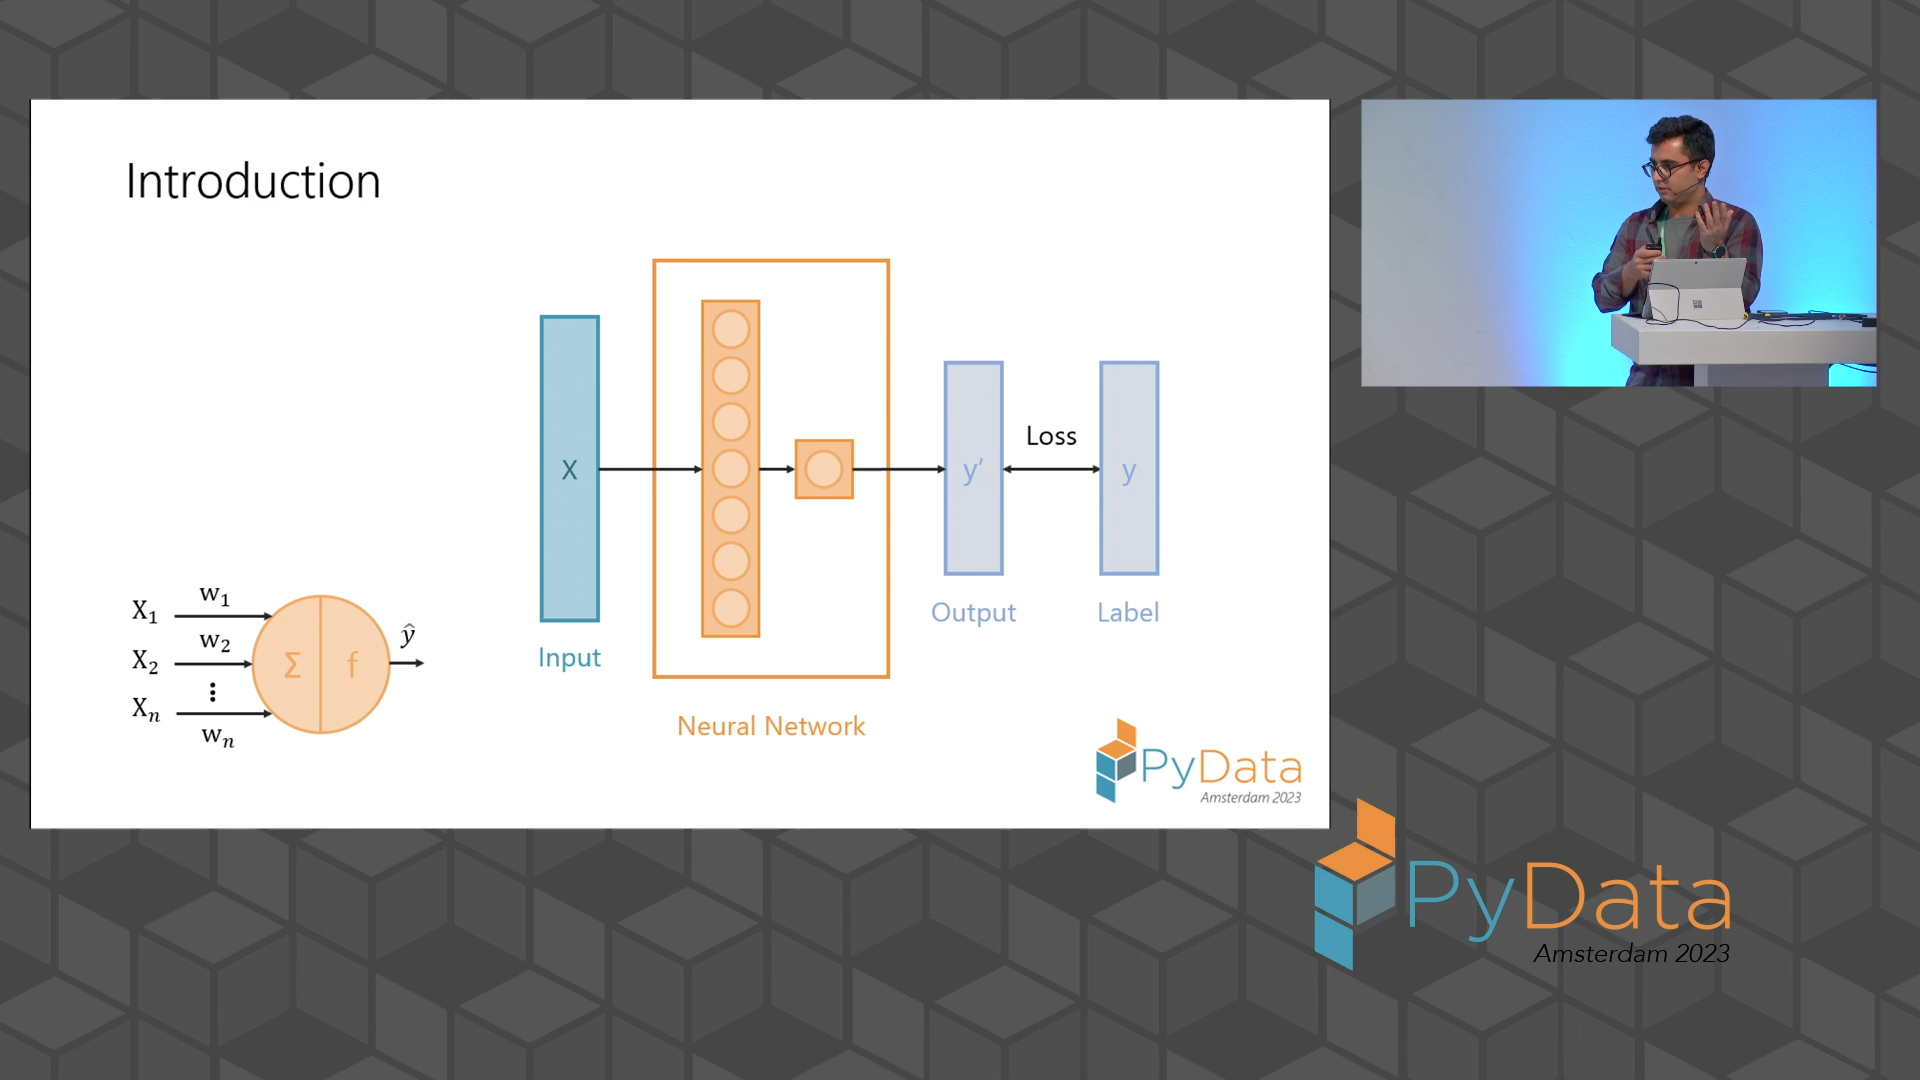 Introduction
X
Loss
y′
y
Input
Output
Label
Neural Network
X₁
w₁
X₂
w₂
⋮
Xₙ
wₙ
Σ
f
ŷ
PyData
Amsterdam 2023
PyData
Amsterdam 2023